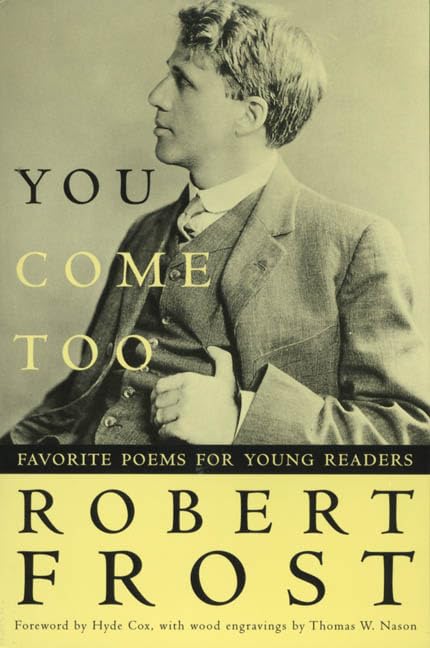 YOU
COME
TOO
FAVORITE POEMS FOR YOUNG READERS
ROBERT
FROST
Foreword by Hyde Cox, with wood engravings by Thomas W. Nason